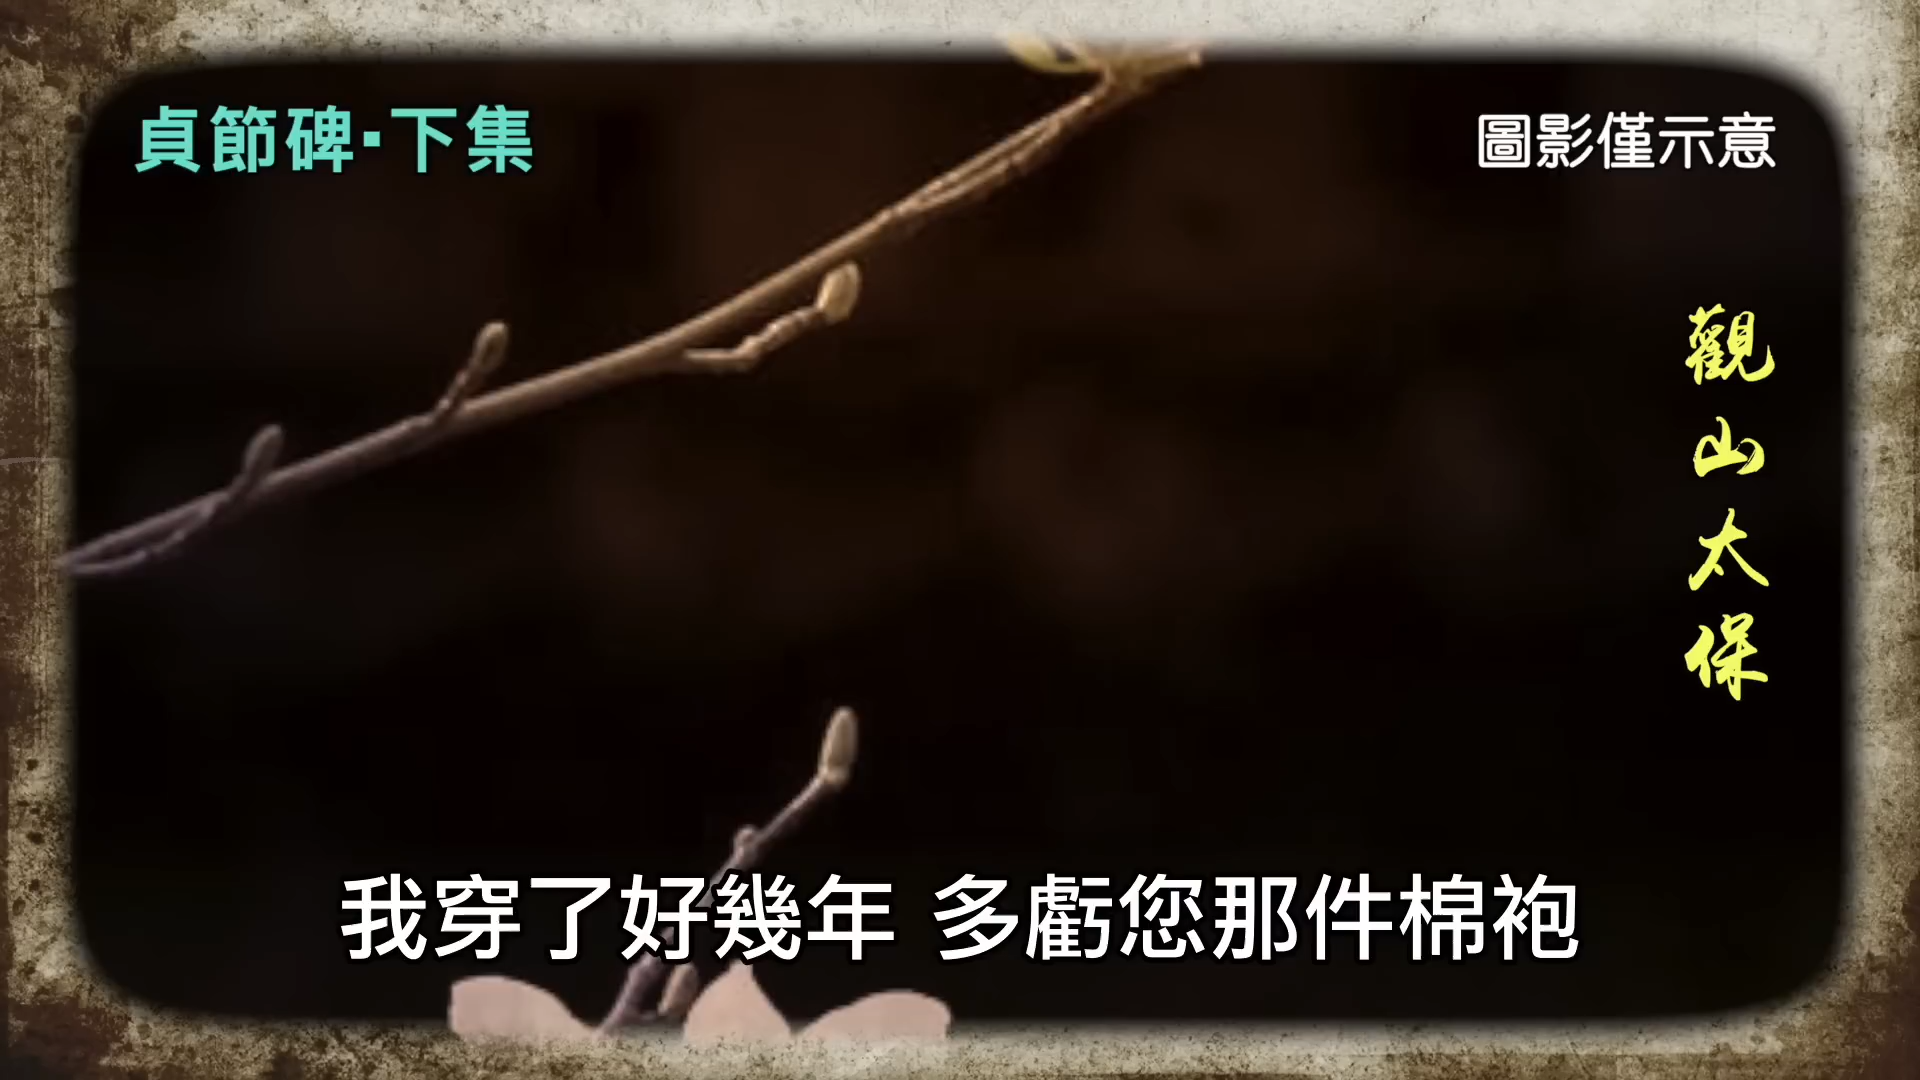 貞節碑·下集
圖影僅示意
觀山太保
我穿了好幾年 多虧您那件棉袍